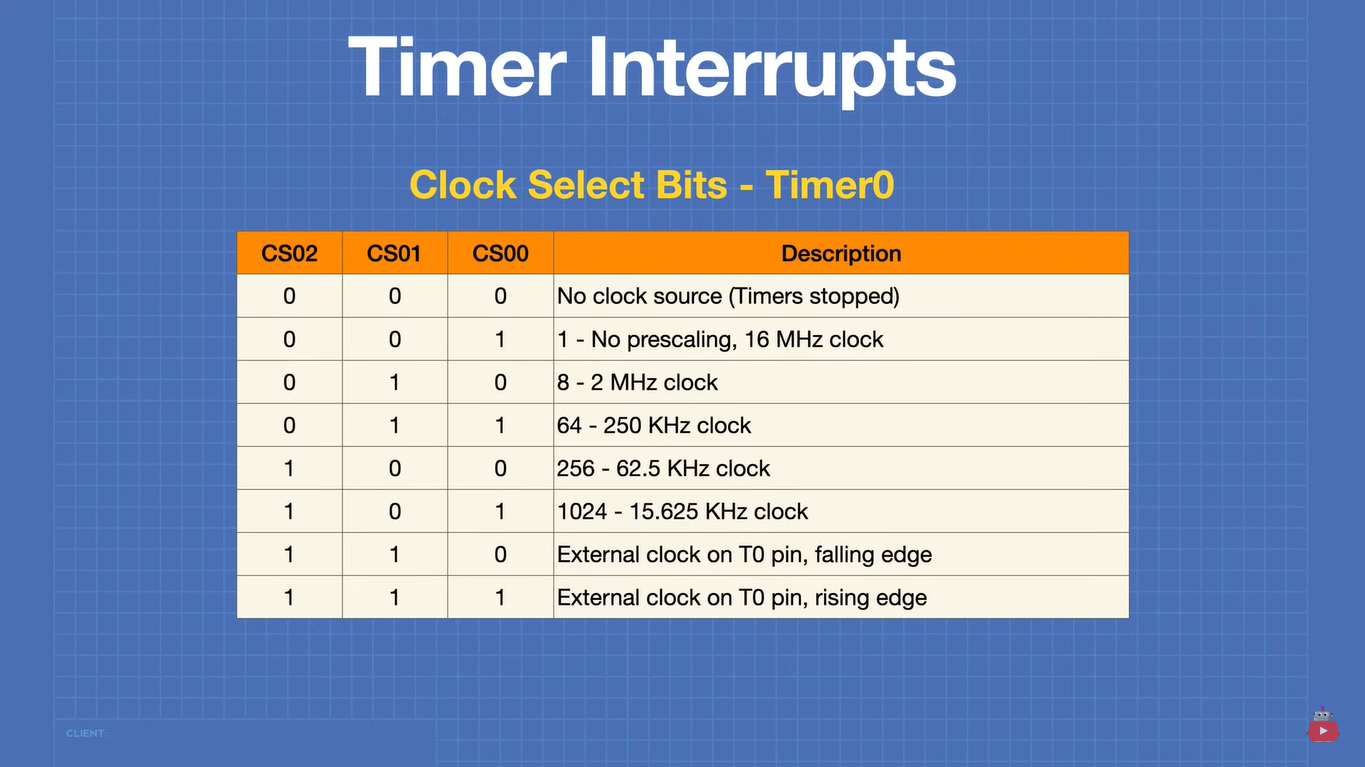 Timer Interrupts
Clock Select Bits - Timer0
CS02 CS01 CS00 Description
0 0 0 No clock source (Timers stopped)
0 0 1 1 - No prescaling, 16 MHz clock
0 1 0 8 - 2 MHz clock
0 1 1 64 - 250 KHz clock
1 0 0 256 - 62.5 KHz clock
1 0 1 1024 - 15.625 KHz clock
1 1 0 External clock on T0 pin, falling edge
1 1 1 External clock on T0 pin, rising edge
CLIENT: